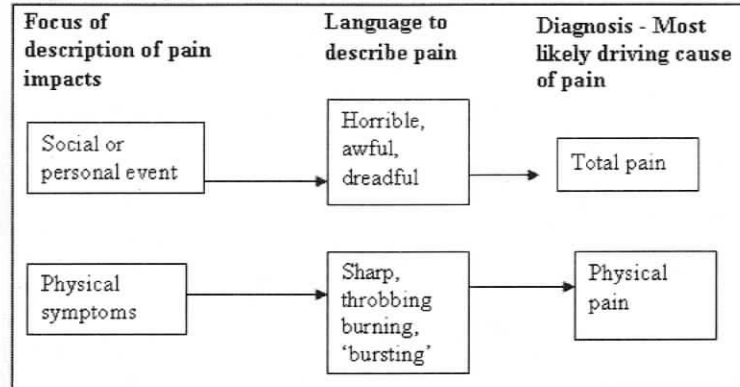 Focus of
description of pain
impacts
Language to
describe pain
Diagnosis - Most
likely driving cause
of pain
Social or
personal event
Horrible,
awful,
dreadful
Total pain
Physical
symptoms
Sharp,
throbbing
burning,
‘bursting’
Physical
pain